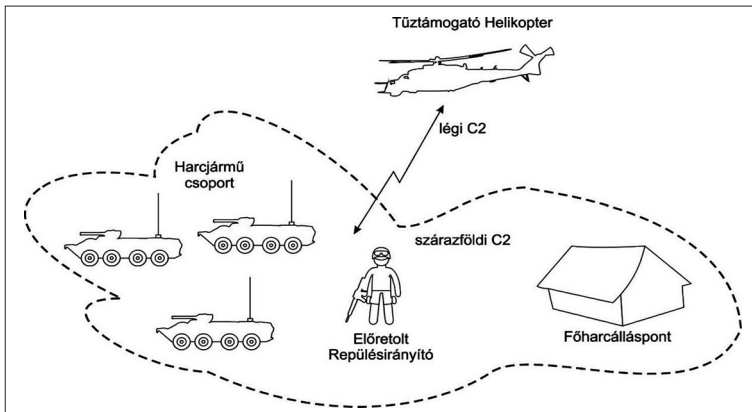 Tűztámogató Helikopter
légi C2
Harcjármű
csoport
szárazföldi C2
Előretolt
Repülésirányító
Főharcálláspont